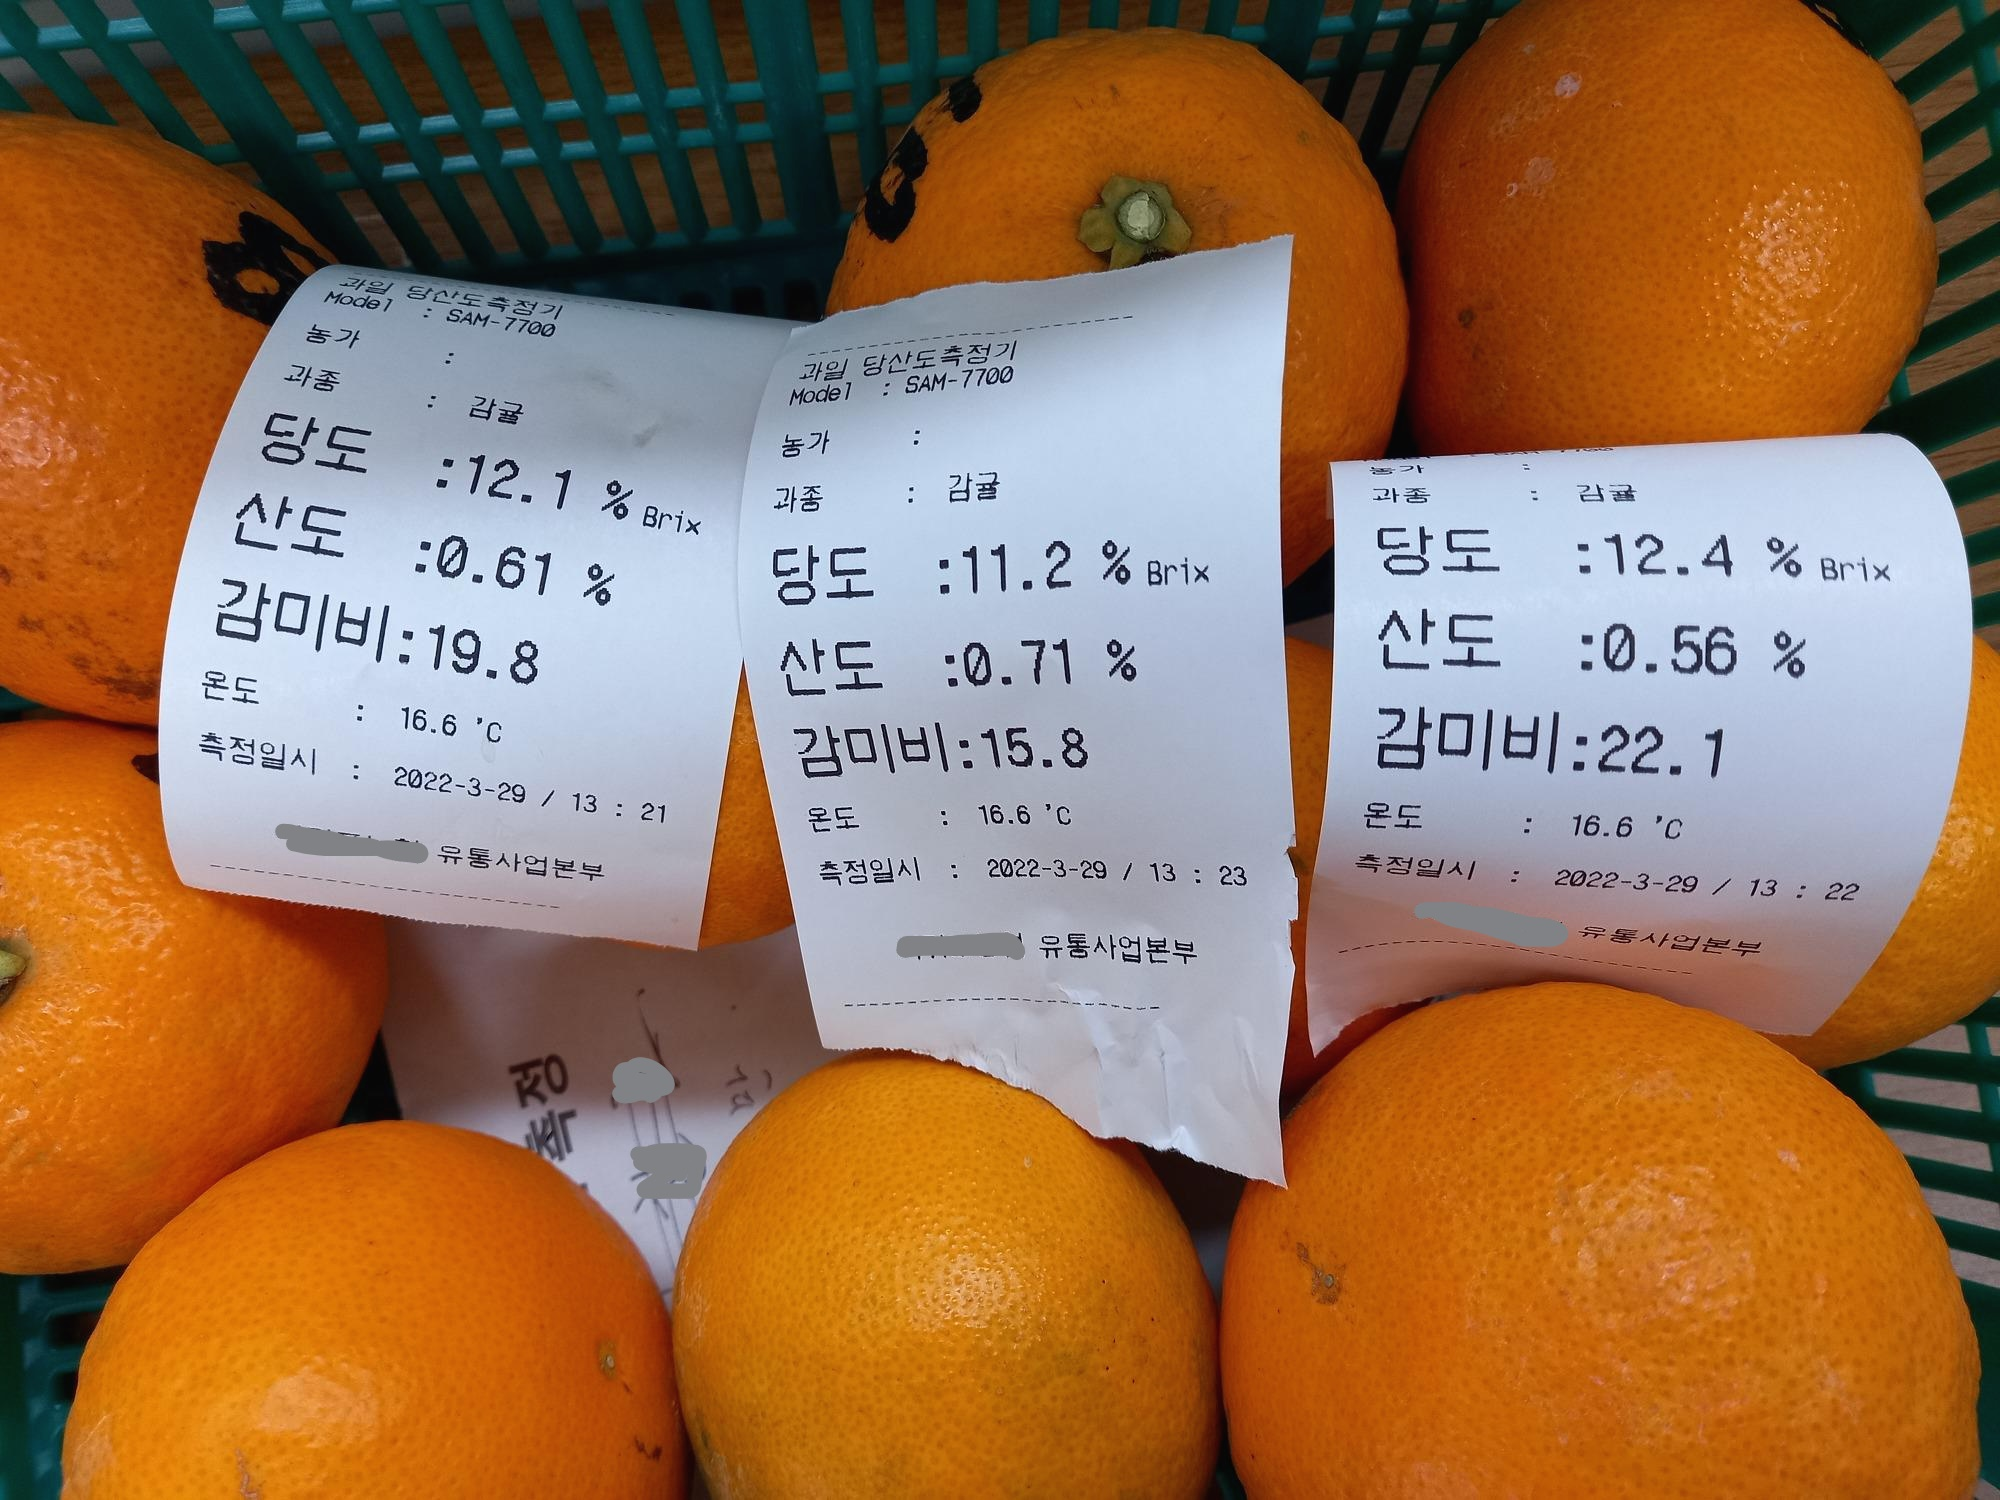 과일 당산도측정기
Model : SAM-7700
농가 :
과종 : 감귤
당도 :12.1 % Brix
산도 :0.61 %
감미비:19.8
온도 : 16.6 'C
측정일시 : 2022-3-29 / 13 : 21
유통사업본부
과일 당산도측정기
Model : SAM-7700
농가 :
과종 : 감귤
당도 :11.2 % Brix
산도 :0.71 %
감미비:15.8
온도 : 16.6 'C
측정일시 : 2022-3-29 / 13 : 23
유통사업본부
농가 :
과종 : 감귤
당도 :12.4 % Brix
산도 :0.56 %
감미비:22.1
온도 : 16.6 'C
측정일시 : 2022-3-29 / 13 : 22
유통사업본부
측정